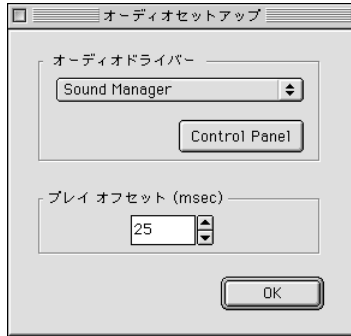 オーディオセットアップ
オーディオドライバー
Sound Manager
Control Panel
プレイ オフセット (msec)
25
OK